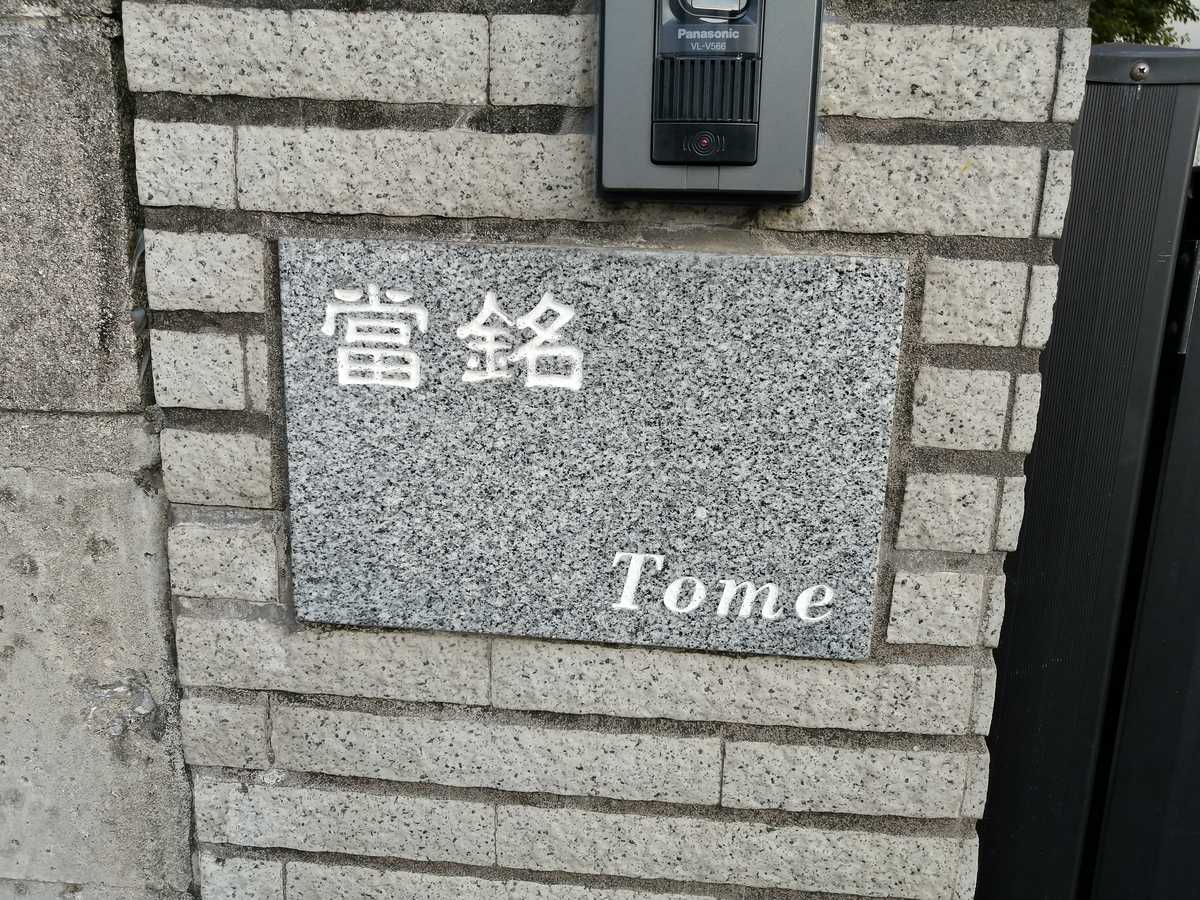 Panasonic
VL-V566
當銘
Tome